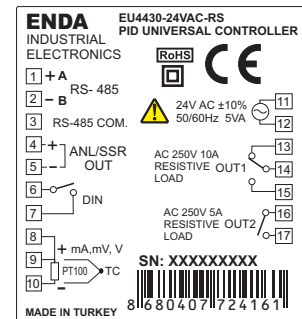 ENDA
INDUSTRIAL
ELECTRONICS
EU4430-24VAC-RS
PID UNIVERSAL CONTROLLER
RoHS
CE
1 + A
RS- 485
2 - B
3 RS-485 COM.
4 +
ANL/SSR
OUT
5 -
6
DIN
7
8
+ mA,mV, V
9
PT100 TC
10 -
24V AC ±10%
50/60Hz 5VA
11
12
AC 250V 10A
RESISTIVE OUT1
LOAD
13
14
15
AC 250V 5A
RESISTIVE OUT2
LOAD
16
17
SN: XXXXXXXXX
8 680407 724161
MADE IN TURKEY